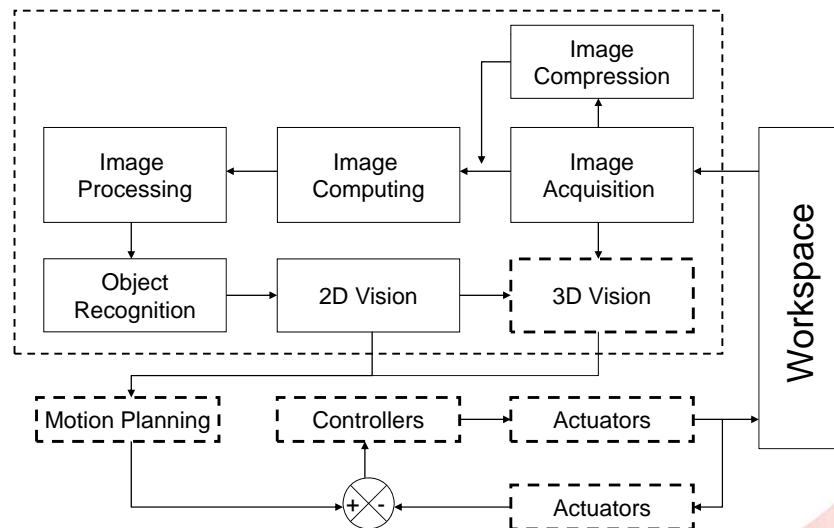 Image
Compression
Image
Processing
Image
Computing
Image
Acquisition
Workspace
Object
Recognition
2D Vision
3D Vision
Motion Planning
Controllers
Actuators
+ -
Actuators